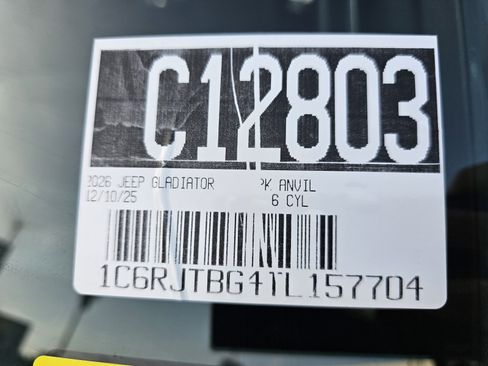 C12803
2026 JEEP GLADIATOR PK ANVIL
12/10/25 6 CYL
1C6RJTBG4TL157704